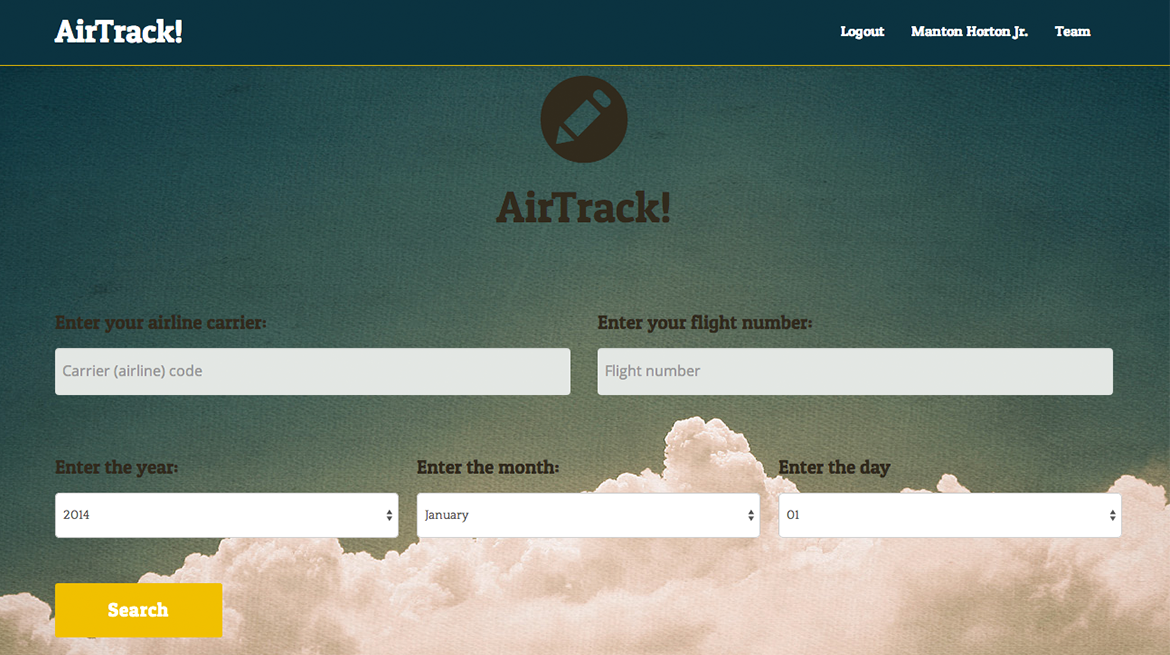 AirTrack!
Logout Manton Horton Jr. Team
AirTrack!
Enter your airline carrier: Enter your flight number:
Carrier (airline) code Flight number
Enter the year: Enter the month: Enter the day
2014 January 01
Search